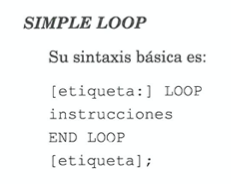 SIMPLE LOOP
Su sintaxis básica es:
[etiqueta:] LOOP
instrucciones
END LOOP
[etiqueta];